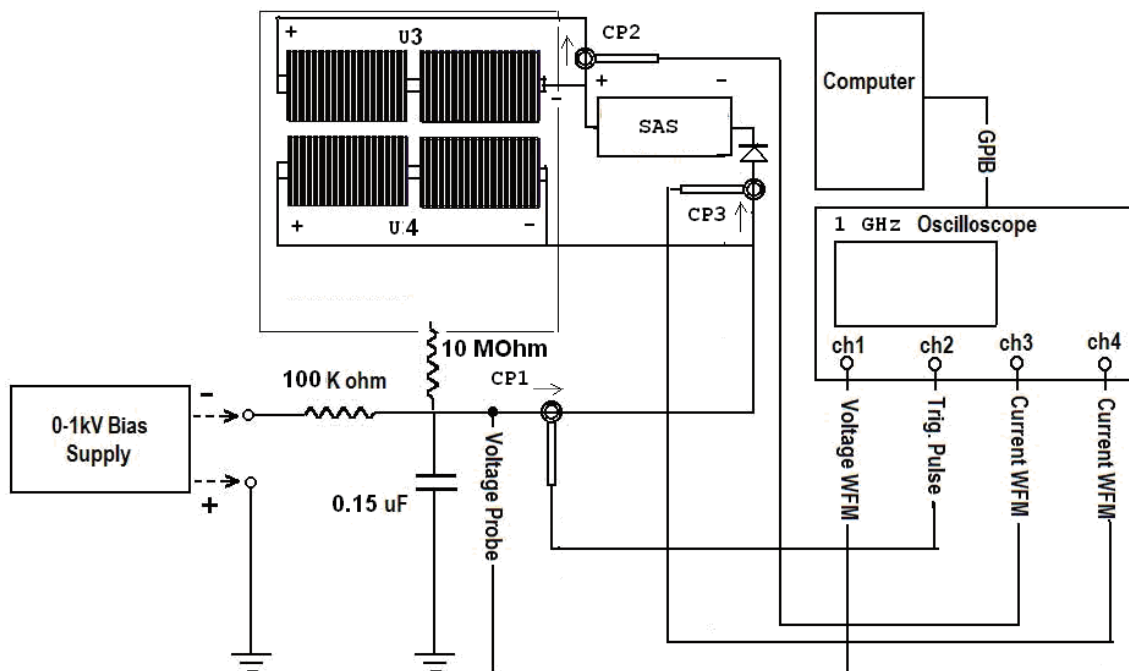 +
U3
CP2
-
+
-
SAS
CP3
+
U4
-
Computer
GPIB
1 GHz Oscilloscope
ch1
ch2
ch3
ch4
Voltage WFM
Trig. Pulse
Current WFM
Current WFM
10 MOhm
100 K ohm
CP1
0-1kV Bias
Supply
-
+
0.15 uF
Voltage Probe